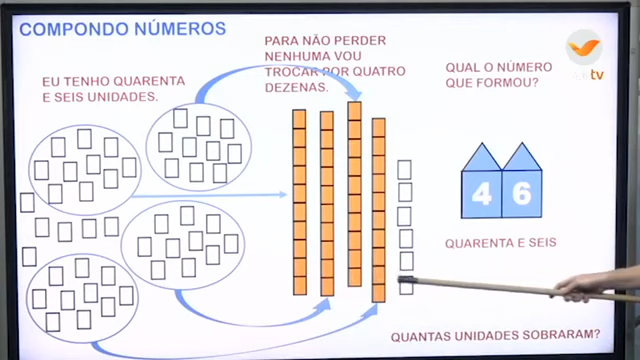 COMPONDO NÚMEROS
EU TENHO QUARENTA
E SEIS UNIDADES.
PARA NÃO PERDER
NENHUMA VOU
TROCAR POR QUATRO
DEZENAS.
QUAL O NÚMERO
QUE FORMOU?
4 6
QUARENTA E SEIS
QUANTAS UNIDADES SOBRARAM?
tv